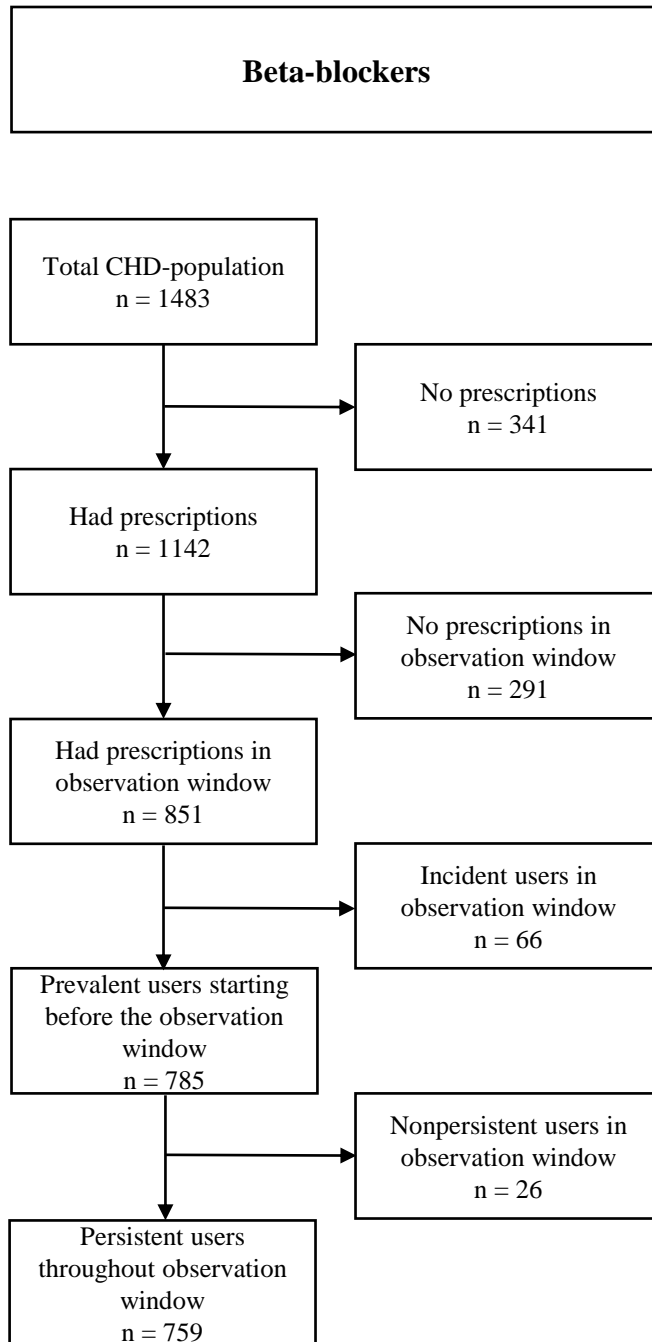 Beta-blockers
Total CHD-population
n = 1483
No prescriptions
n = 341
Had prescriptions
n = 1142
No prescriptions in
observation window
n = 291
Had prescriptions in
observation window
n = 851
Incident users in
observation window
n = 66
Prevalent users starting
before the observation
window
n = 785
Nonpersistent users in
observation window
n = 26
Persistent users
throughout observation
window
n = 759